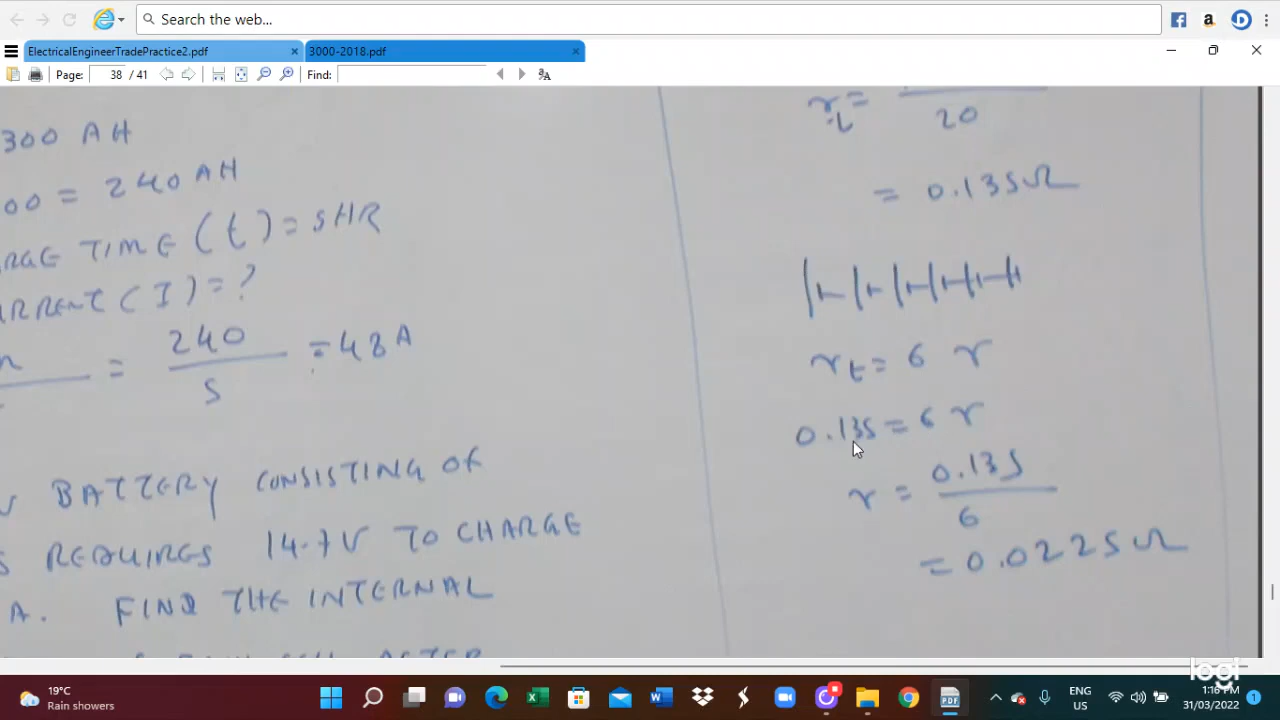 Search the web...
ElectricalEngineerTradePractice2.pdf
3000-2018.pdf
Page: 38 / 41
Find:
300 AH
00 = 240 AH
RGE TIME (t) = 5HR
RRENT (I) = ?
= 240 / 5 = 48 A
BATTERY CONSISTING OF
S REQUIRES 14.7V TO CHARGE
A. FIND THE INTERNAL
AFTER
20
= 0.135Ω
rt = 6 r
0.135 = 6 r
r = 0.135 / 6
= 0.0225Ω
logi
19°C
Rain showers
ENG
US
1:16 PM
31/03/2022
1